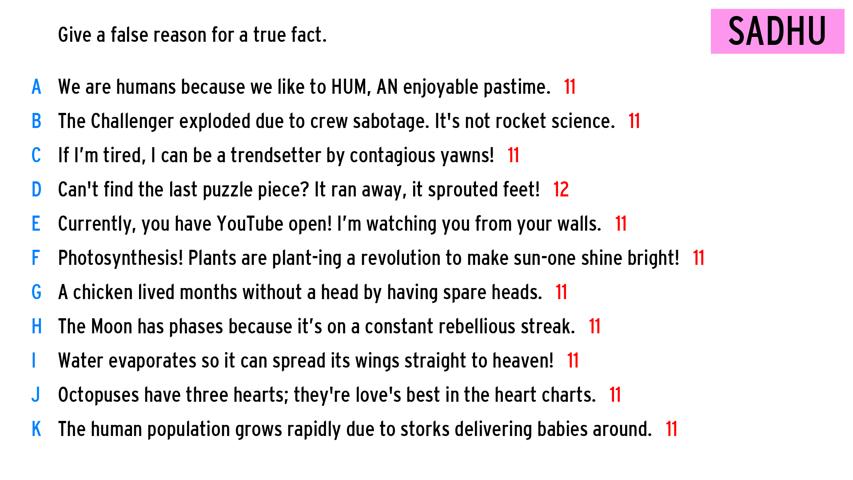 Give a false reason for a true fact.
SADHU
A We are humans because we like to HUM, AN enjoyable pastime. 11
B The Challenger exploded due to crew sabotage. It's not rocket science. 11
C If I’m tired, I can be a trendsetter by contagious yawns! 11
D Can't find the last puzzle piece? It ran away, it sprouted feet! 12
E Currently, you have YouTube open! I’m watching you from your walls. 11
F Photosynthesis! Plants are plant-ing a revolution to make sun-one shine bright! 11
G A chicken lived months without a head by having spare heads. 11
H The Moon has phases because it’s on a constant rebellious streak. 11
I Water evaporates so it can spread its wings straight to heaven! 11
J Octopuses have three hearts; they're love's best in the heart charts. 11
K The human population grows rapidly due to storks delivering babies around. 11